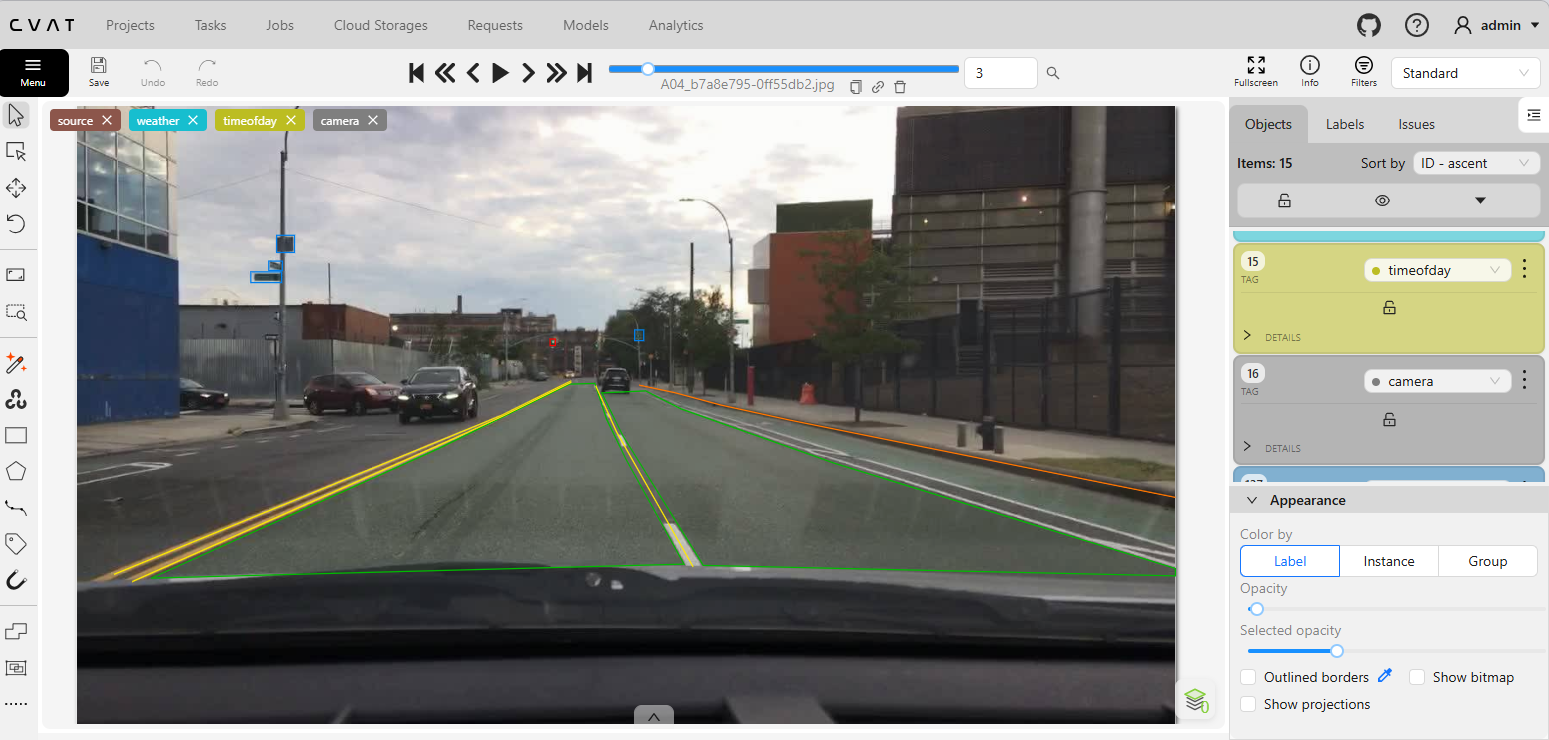 CVAT Projects Tasks Jobs Cloud Storages Requests Models Analytics admin
Menu Save Undo Redo A04_b7a8e795-0ff55db2.jpg 3 Fullscreen Info Filters Standard
source weather timeofday camera
Objects Labels Issues
Items: 15 Sort by ID - ascent
15 timeofday
TAG
DETAILS
16 camera
TAG
DETAILS
Appearance
Color by
Label Instance Group
Opacity
Selected opacity
Outlined borders Show bitmap
Show projections
0